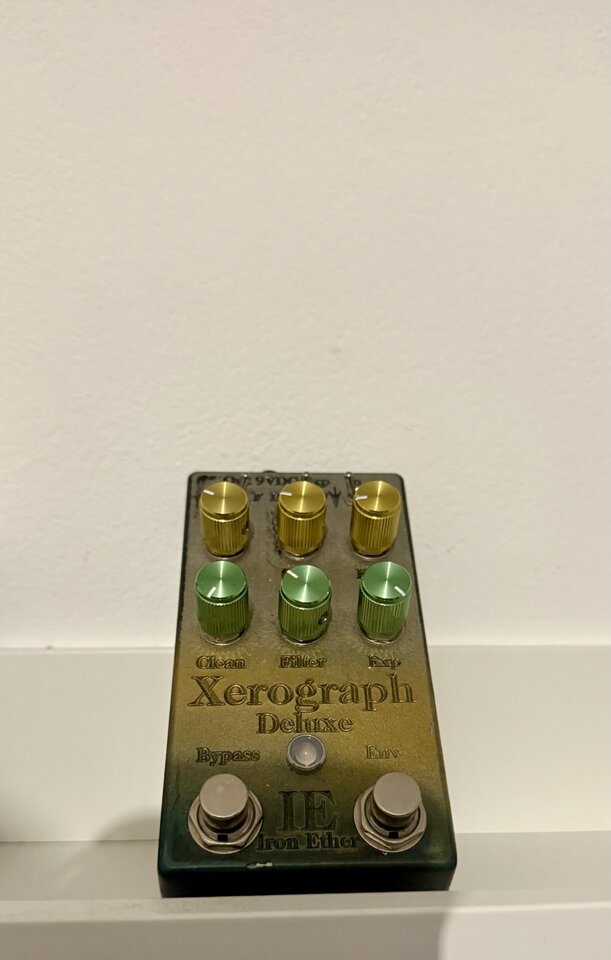 Clean Filter Exp
Xerograph
Deluxe
Bypass Env
IE
Iron Ether